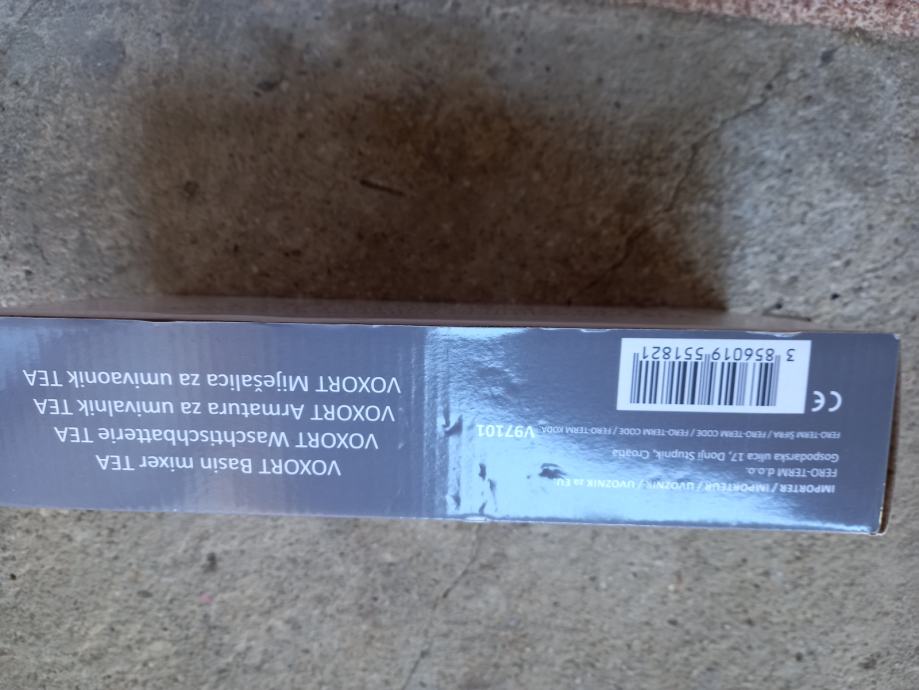 IMPORTER / IMPORTEUR / UVOZNIK / UVOZNIK za EU:
FERO-TERM d.o.o.
Gospodarska ulica 17, Donji Stupnik, Croatia
FERO-TERM ŠIFRA / FERO-TERM CODE / FERO-TERM CODE / FERO-TERM KODA: V97101
CE
3 856019 551821
VOXORT Basin mixer TEA
VOXORT Waschtischbatterie TEA
VOXORT Armatura za umivalnik TEA
VOXORT Miješalica za umivaonik TEA